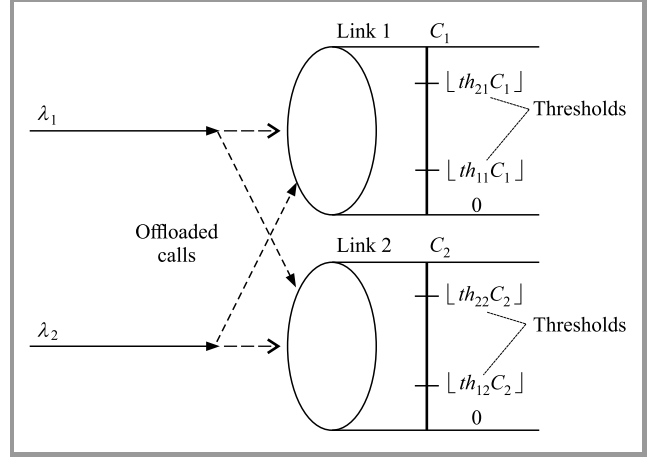 Link 1 C₁
⌊th₂₁C₁⌋
λ₁
Thresholds
⌊th₁₁C₁⌋
0
Offloaded
calls
Link 2 C₂
⌊th₂₂C₂⌋
λ₂
Thresholds
⌊th₁₂C₂⌋
0